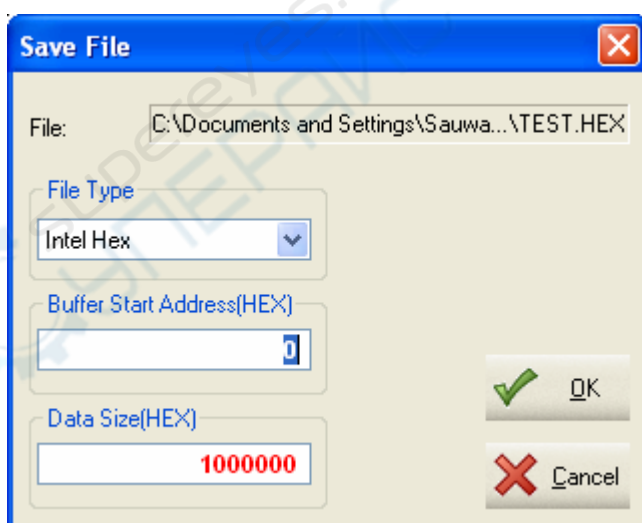 Save File
File:
C:\Documents and Settings\Sauwa...\TEST.HEX
File Type
Intel Hex
Buffer Start Address(HEX)
0
OK
Data Size(HEX)
1000000
Cancel